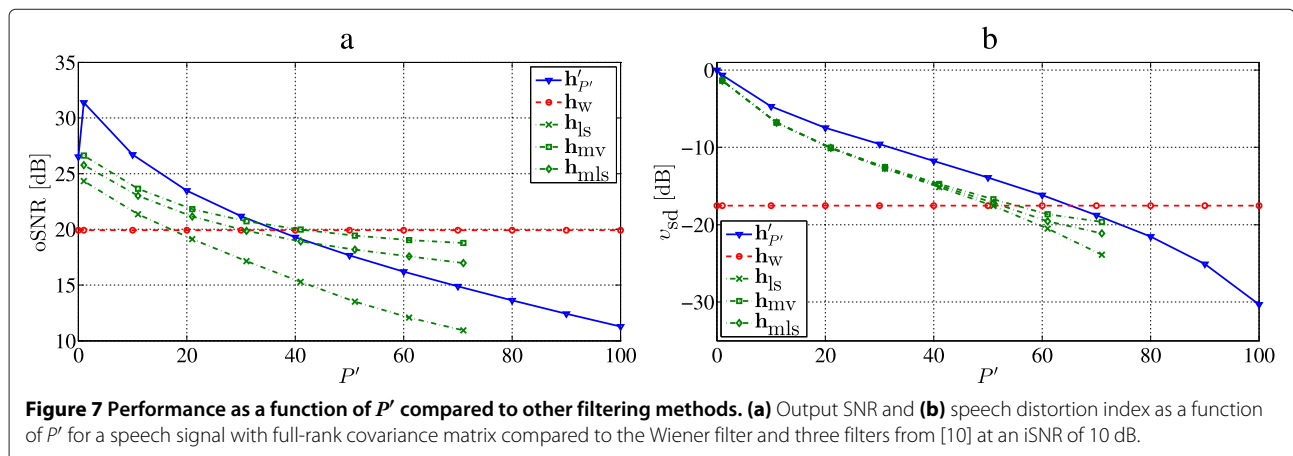 a
b
35
30
25
20
15
10
oSNR [dB]
0
20
40
60
80
100
P′
h′P′
hw
hls
hmv
hmls
0
−10
−20
−30
vsd [dB]
0
20
40
60
80
100
P′
h′P′
hw
hls
hmv
hmls
Figure 7 Performance as a function of P′ compared to other filtering methods. (a) Output SNR and (b) speech distortion index as a function
of P′ for a speech signal with full-rank covariance matrix compared to the Wiener filter and three filters from [10] at an iSNR of 10 dB.